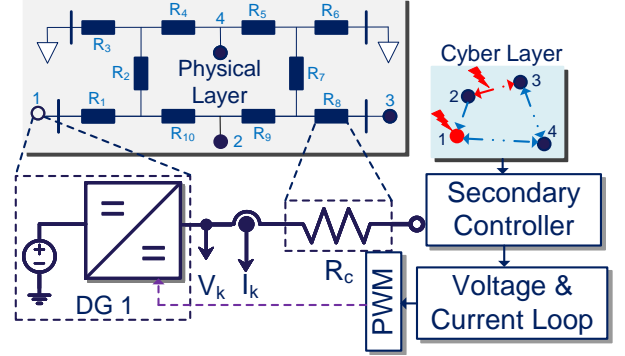 R4
4
R5
R6
R3
Cyber Layer
R2
Physical
Layer
R7
3
2
1
R1
R8
3
R10
2
R9
1
4
Secondary
Controller
Rc
Vk
Ik
DG 1
PWM
Voltage &
Current Loop